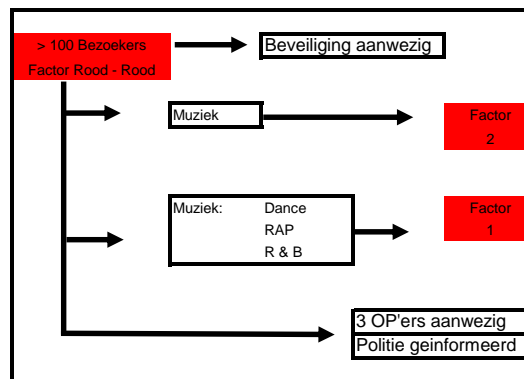 > 100 Bezoekers
Factor Rood - Rood
Beveiliging aanwezig
Muziek
Factor
2
Muziek: Dance
RAP
R & B
Factor
1
3 OP'ers aanwezig
Politie geinformeerd